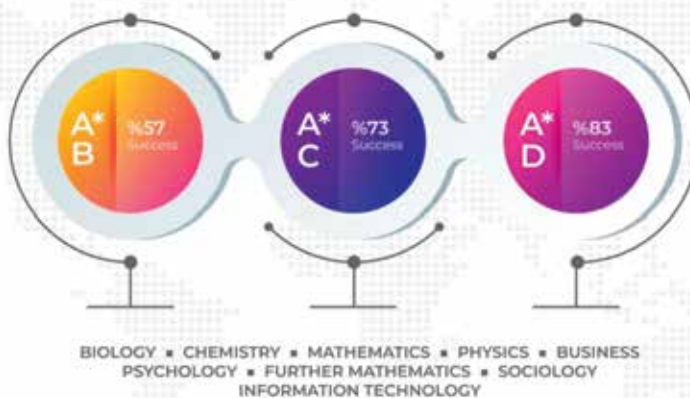 A*
B
%57
Success
A*
C
%73
Success
A*
D
%83
Success
BIOLOGY ▪ CHEMISTRY ▪ MATHEMATICS ▪ PHYSICS ▪ BUSINESS
PSYCHOLOGY ▪ FURTHER MATHEMATICS ▪ SOCIOLOGY
INFORMATION TECHNOLOGY